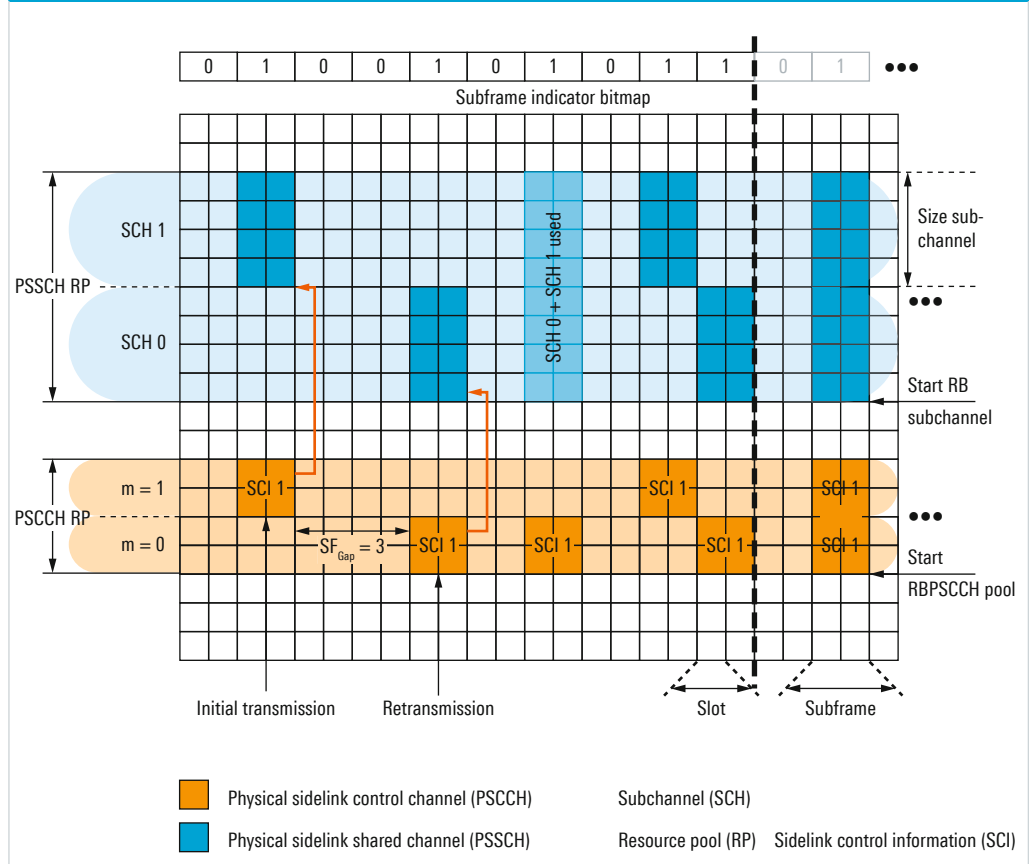 0 1 0 0 1 0 1 0 1 1 0 1 •••
Subframe indicator bitmap
SCH 1
PSSCH RP
SCH 0
SCH 0 + SCH 1 used
Size sub-
channel
•••
Start RB
subchannel
m = 1
PSCCH RP
m = 0
SCI 1 SCI 1 SCI 1
SF Gap = 3 SCI 1 SCI 1 SCI 1 SCI 1
•••
Start
RBPSCCH pool
Initial transmission Retransmission Slot Subframe
Physical sidelink control channel (PSCCH) Subchannel (SCH)
Physical sidelink shared channel (PSSCH) Resource pool (RP) Sidelink control information (SCI)